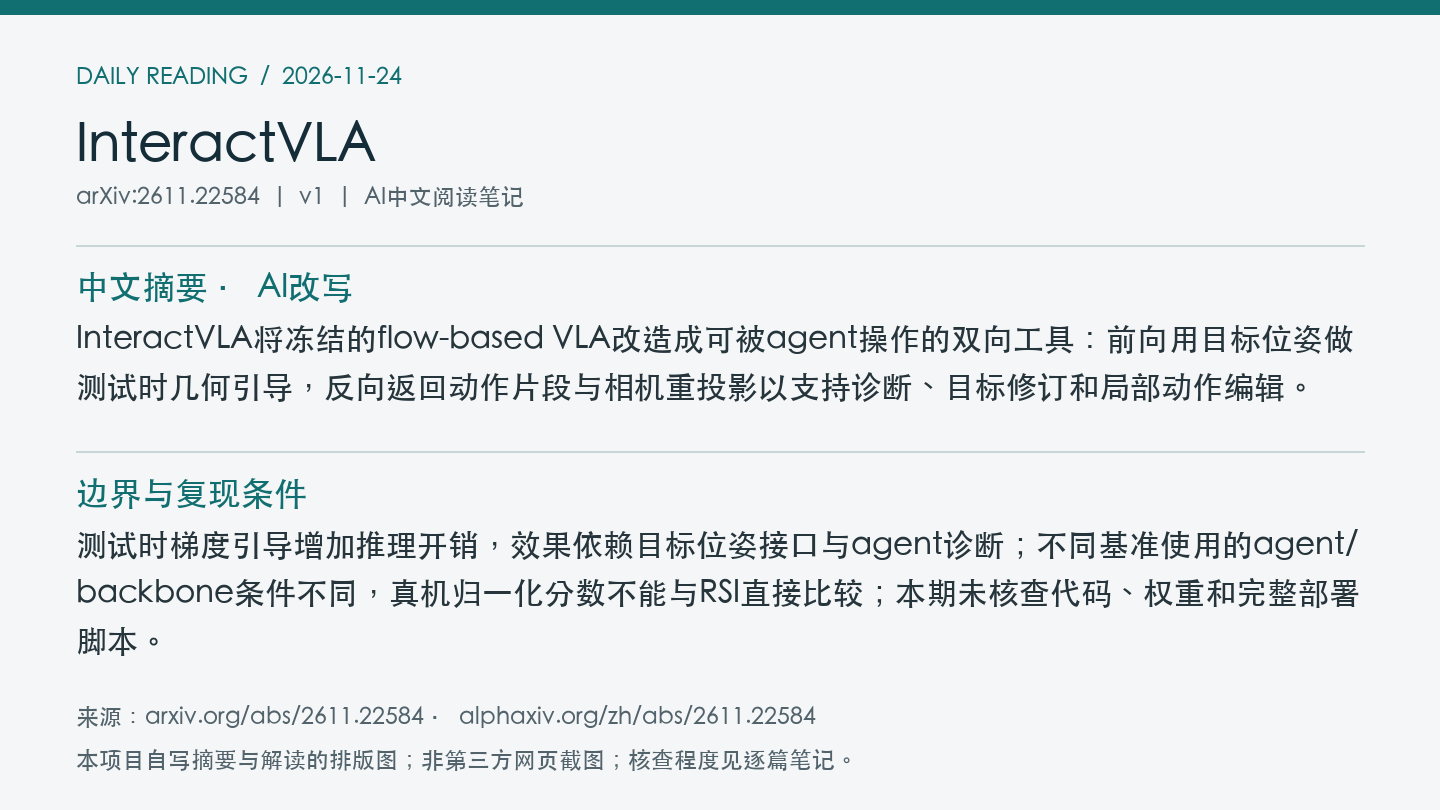 DAILY READING / 2026-11-24
InteractVLA
arXiv:2611.22584 | v1 | AI中文阅读笔记
中文摘要 · AI改写
InteractVLA将冻结的flow-based VLA改造成可被agent操作的双向工具：前向用目标位姿做
测试时几何引导，反向返回动作片段与相机重投影以支持诊断、目标修订和局部动作编辑。
边界与复现条件
测试时梯度引导增加推理开销，效果依赖目标位姿接口与agent诊断；不同基准使用的agent/
backbone条件不同，真机归一化分数不能与RSI直接比较；本期未核查代码、权重和完整部署
脚本。
来源：arxiv.org/abs/2611.22584 · alphaxiv.org/zh/abs/2611.22584
本项目自写摘要与解读的排版图；非第三方网页截图；核查程度见逐篇笔记。